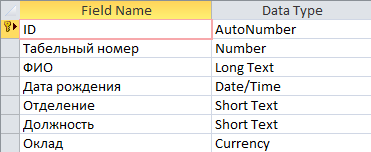 Field Name Data Type
ID AutoNumber
Табельный номер Number
ФИО Long Text
Дата рождения Date/Time
Отделение Short Text
Должность Short Text
Оклад Currency